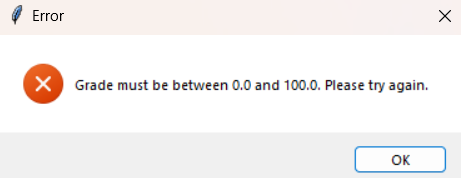 Error
Grade must be between 0.0 and 100.0. Please try again.
OK